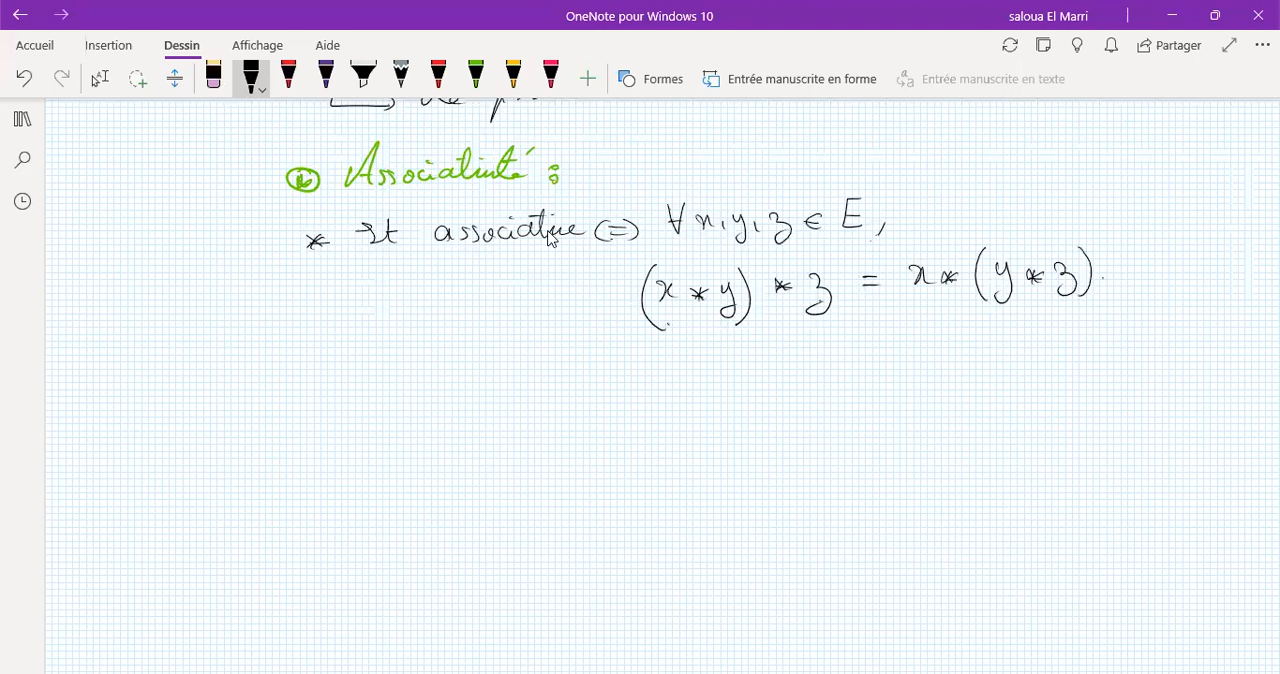 OneNote pour Windows 10
saloua El Marri
Accueil Insertion Dessin Affichage Aide
Partager
Formes Entrée manuscrite en forme Entrée manuscrite en texte
Associativité :
* est associative (=) ∀ x, y, z ∈ E,
(x * y) * z = x * (y * z).